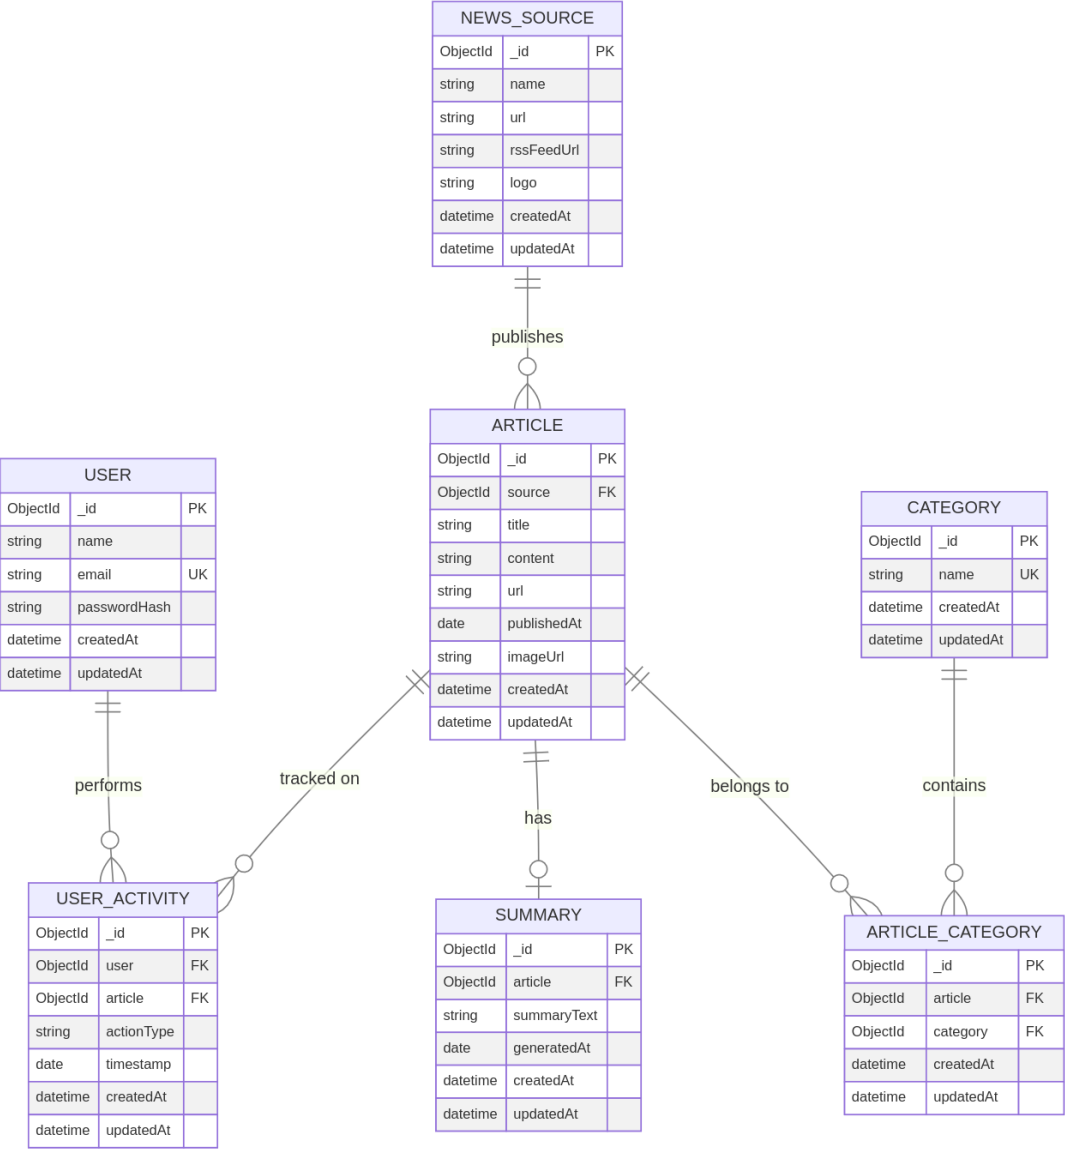 NEWS_SOURCE
ObjectId _id PK
string name
string url
string rssFeedUrl
string logo
datetime createdAt
datetime updatedAt
publishes
ARTICLE
ObjectId _id PK
ObjectId source FK
string title
string content
string url
date publishedAt
string imageUrl
datetime createdAt
datetime updatedAt
USER
ObjectId _id PK
string name
string email UK
string passwordHash
datetime createdAt
datetime updatedAt
CATEGORY
ObjectId _id PK
string name UK
datetime createdAt
datetime updatedAt
performs
tracked on
has
belongs to
contains
USER_ACTIVITY
ObjectId _id PK
ObjectId user FK
ObjectId article FK
string actionType
date timestamp
datetime createdAt
datetime updatedAt
SUMMARY
ObjectId _id PK
ObjectId article FK
string summaryText
date generatedAt
datetime createdAt
datetime updatedAt
ARTICLE_CATEGORY
ObjectId _id PK
ObjectId article FK
ObjectId category FK
datetime createdAt
datetime updatedAt